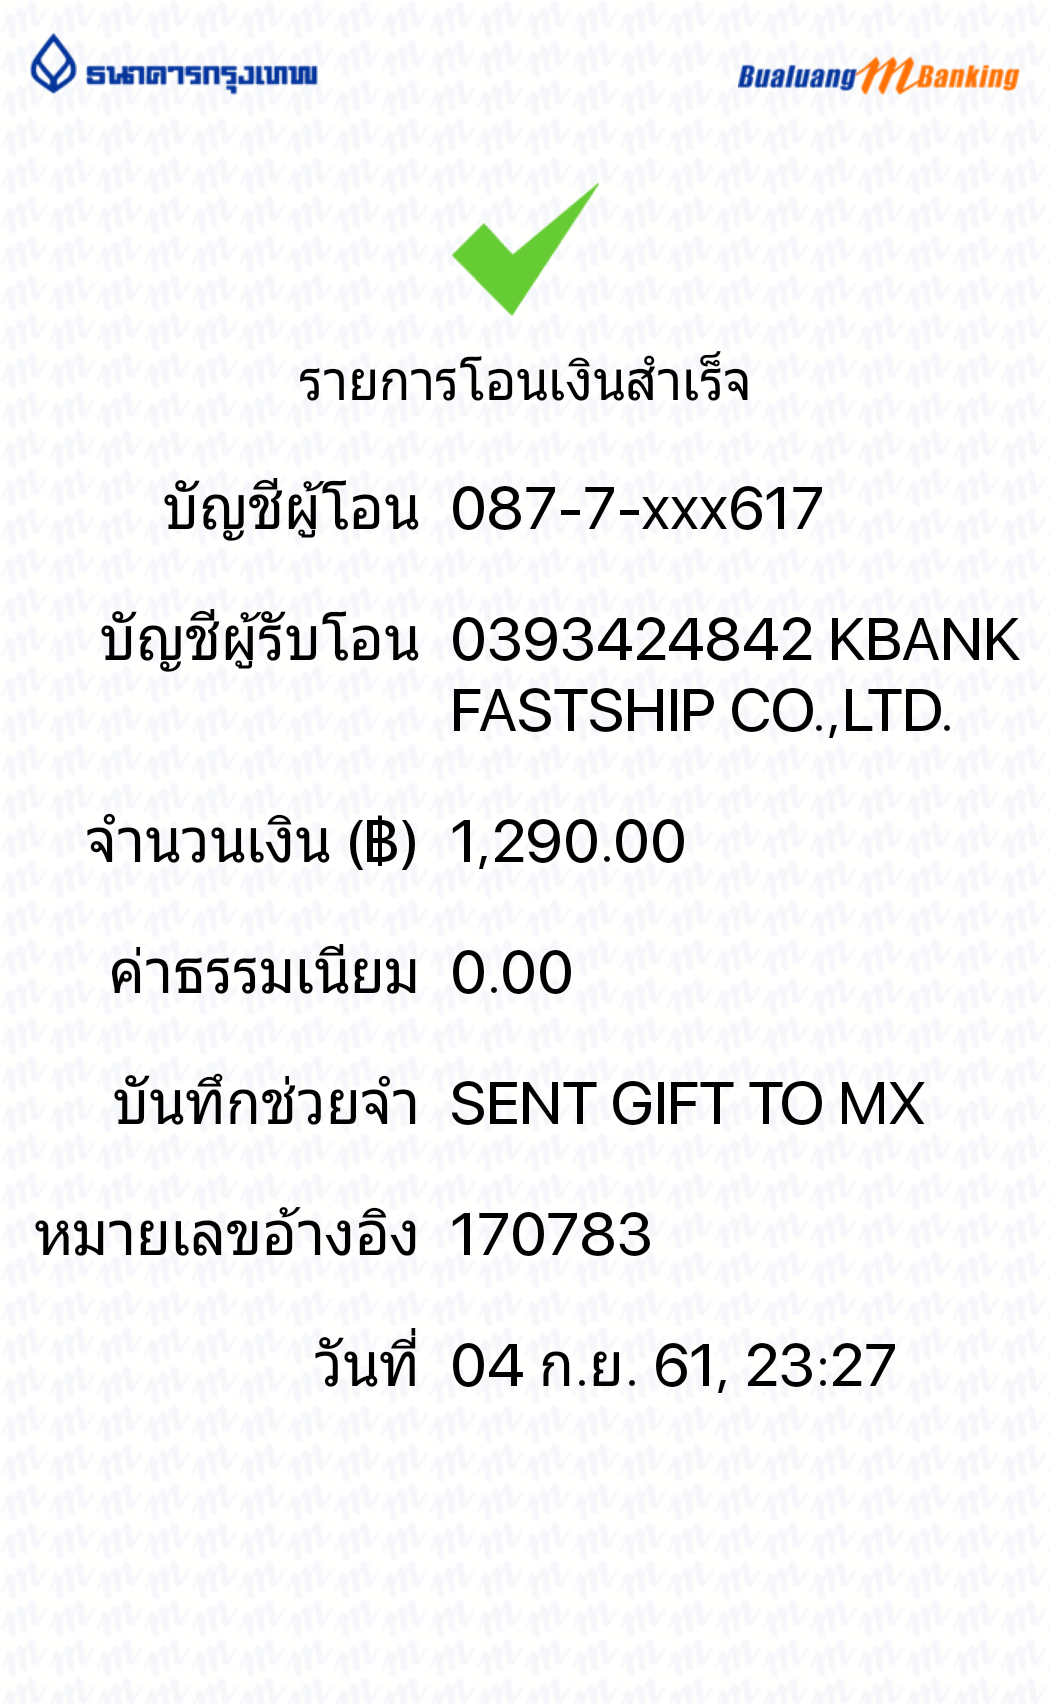 ธนาคารกรุงเทพ
Bualuang mBanking
รายการโอนเงินสำเร็จ
บัญชีผู้โอน 087-7-xxx617
บัญชีผู้รับโอน 0393424842 KBANK
FASTSHIP CO.,LTD.
จำนวนเงิน (฿) 1,290.00
ค่าธรรมเนียม 0.00
บันทึกช่วยจำ SENT GIFT TO MX
หมายเลขอ้างอิง 170783
วันที่ 04 ก.ย. 61, 23:27